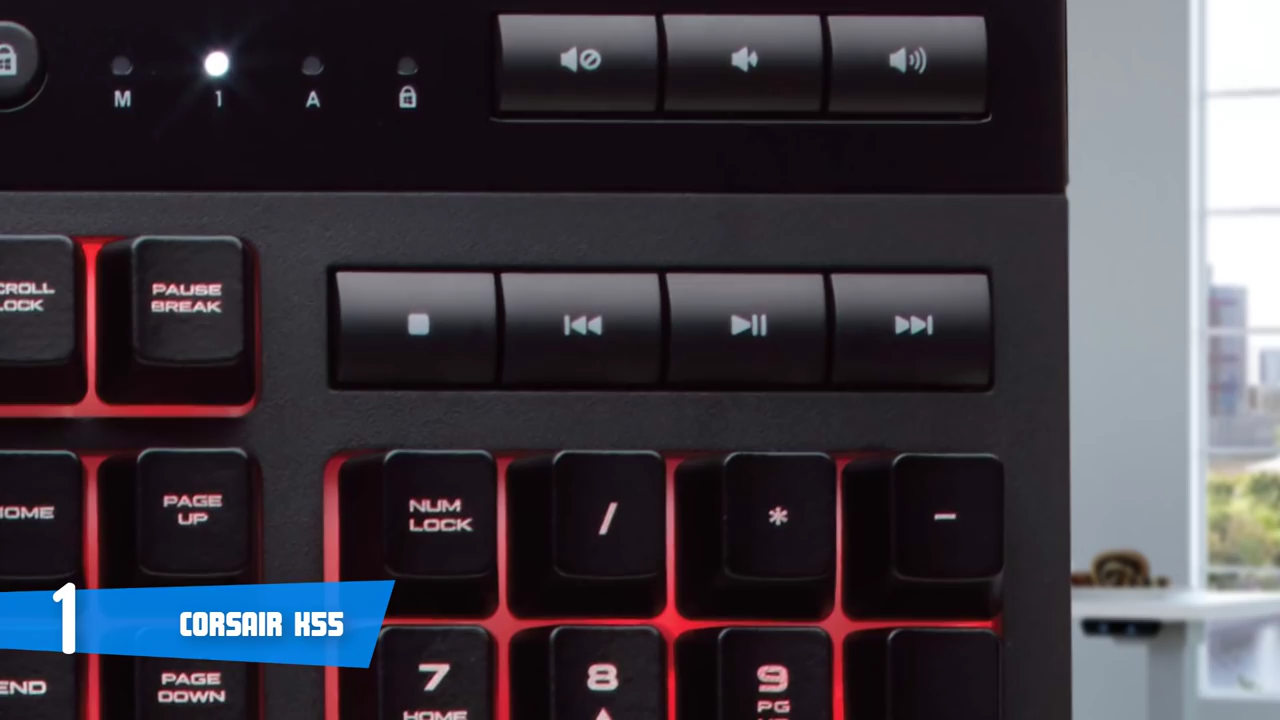 M 1 A
CROLL
LOCK
PAUSE
BREAK
NUM
LOCK
/
*
-
HOME
PAGE
UP
1
CORSAIR K55
END
PAGE
DOWN
7
HOME
8
9
PG